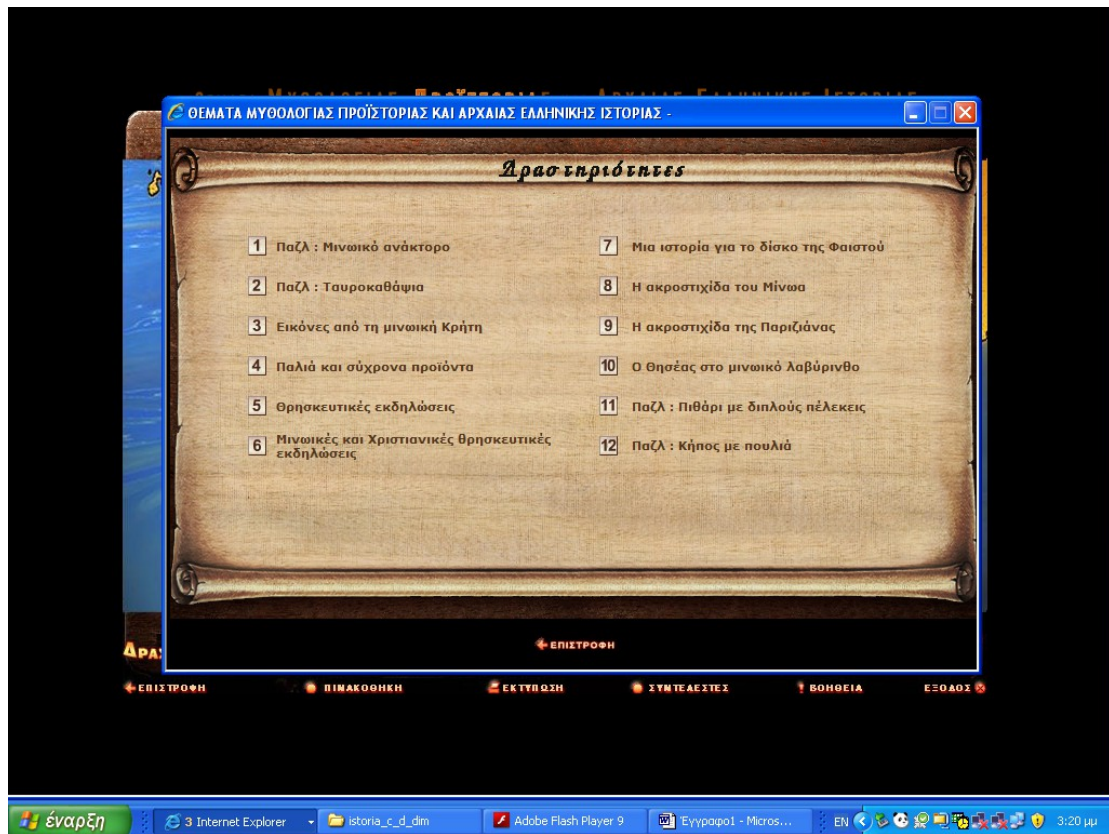 ΘΕΜΑΤΑ ΜΥΘΟΛΟΓΙΑΣ ΠΡΟΪΣΤΟΡΙΑΣ ΚΑΙ ΑΡΧΑΙΑΣ ΕΛΛΗΝΙΚΗΣ ΙΣΤΟΡΙΑΣ -
Δραστηριότητες
1 Παζλ : Μινωικό ανάκτορο
2 Παζλ : Ταυροκαθάψια
3 Εικόνες από τη μινωική Κρήτη
4 Παλιά και σύχρονα προϊόντα
5 Θρησκευτικές εκδηλώσεις
6 Μινωικές και Χριστιανικές θρησκευτικές
εκδηλώσεις
7 Μια ιστορία για το δίσκο της Φαιστού
8 Η ακροστιχίδα του Μίνωα
9 Η ακροστιχίδα της Παριζιάνας
10 Ο Θησέας στο μινωικό λαβύρινθο
11 Παζλ : Πιθάρι με διπλούς πέλεκεις
12 Παζλ : Κήπος με πουλιά
ΕΠΙΣΤΡΟΦΗ
ΔΡΑΣ
ΕΠΙΣΤΡΟΦΗ ΠΙΝΑΚΟΘΗΚΗ ΕΚΤΥΠΩΣΗ ΣΥΝΤΕΛΕΣΤΕΣ ΒΟΗΘΕΙΑ ΕΞΟΔΟΣ
έναρξη 3 Internet Explorer istoria_c_d_dim Adobe Flash Player 9 Εγγραφο1 - Micros... EN 3:20 μμ